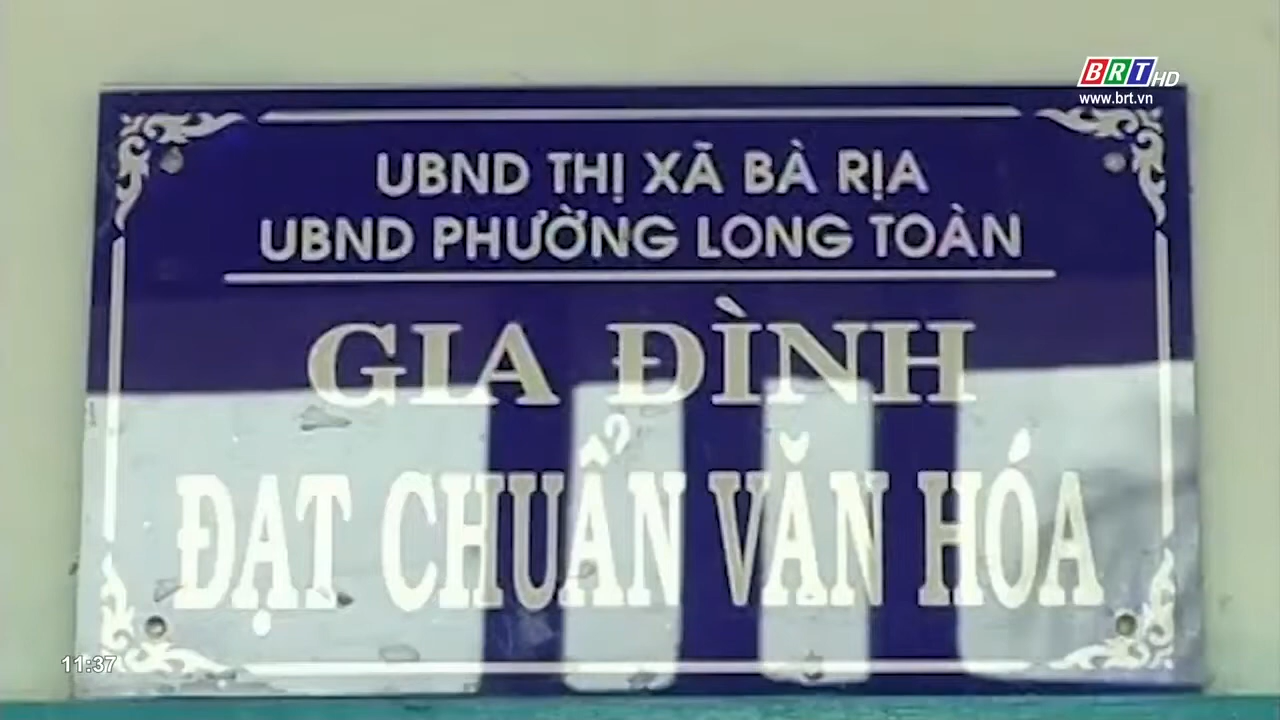 BRT HD
www.brt.vn
UBND THỊ XÃ BÀ RỊA
UBND PHƯỜNG LONG TOÀN
GIA ĐÌNH
ĐẠT CHUẨN VĂN HÓA
11:37